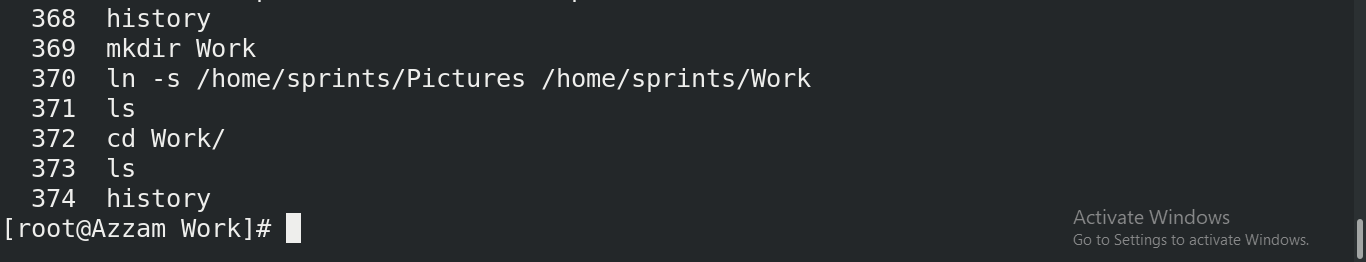 368  history
369  mkdir Work
370  ln -s /home/sprints/Pictures /home/sprints/Work
371  ls
372  cd Work/
373  ls
374  history
[root@Azzam Work]#
Activate Windows
Go to Settings to activate Windows.